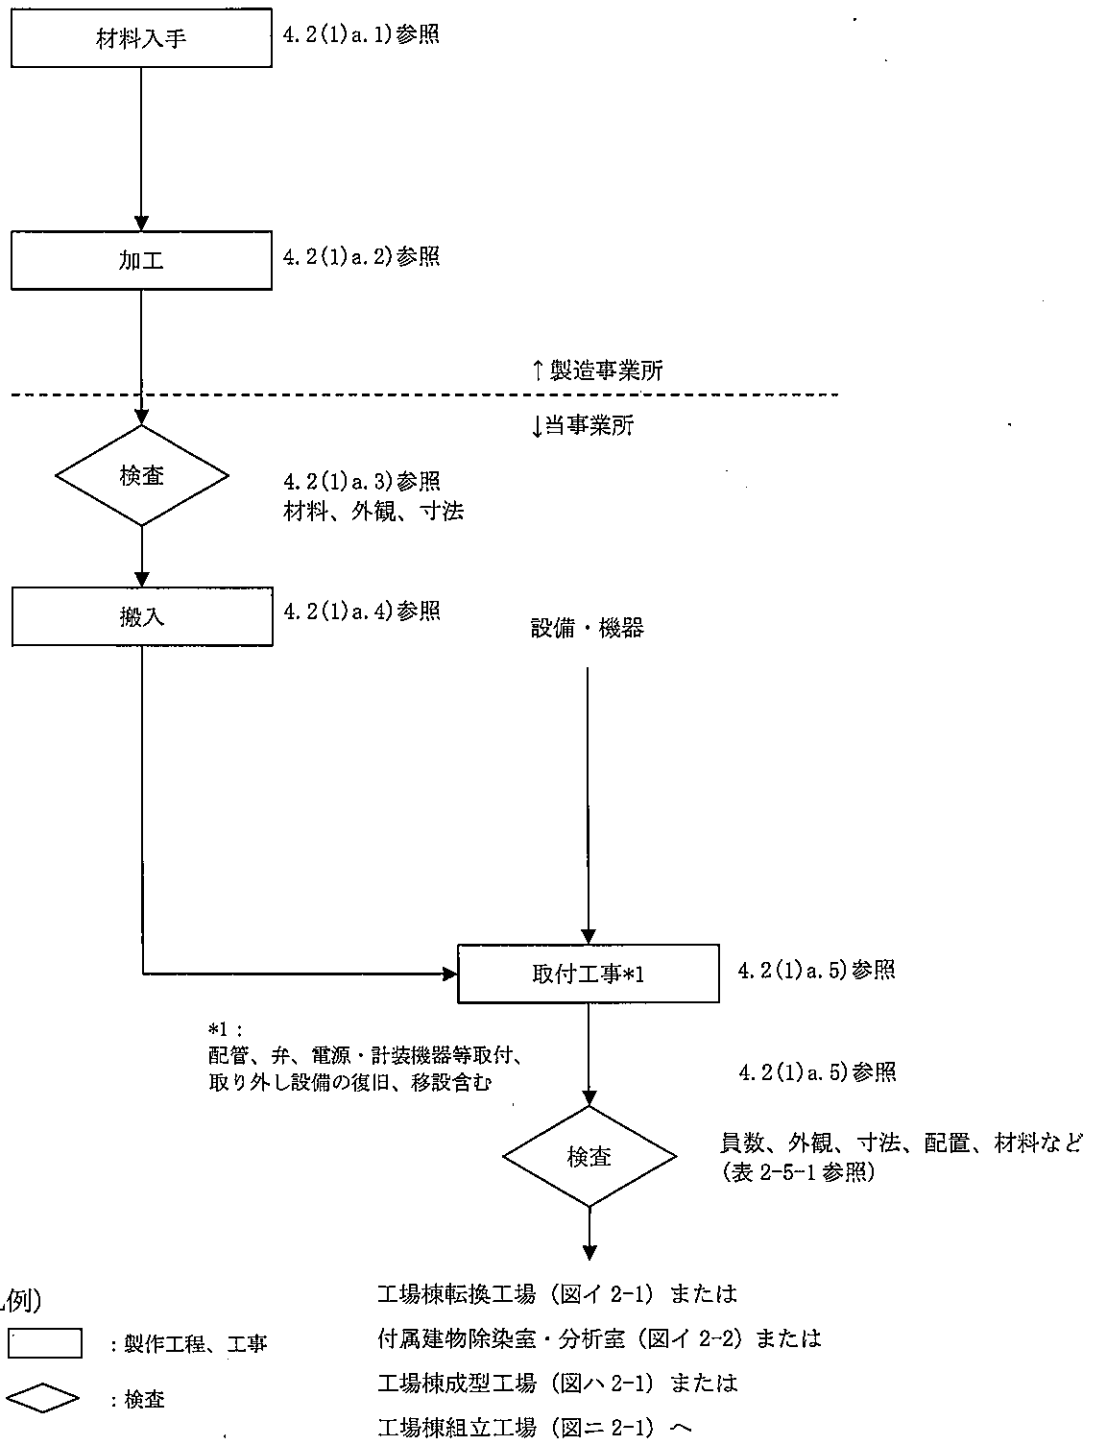 材料入手
4.2(1)a.1)参照
加工
4.2(1)a.2)参照
↑製造事業所
↓当事業所
検査
4.2(1)a.3)参照
材料、外観、寸法
搬入
4.2(1)a.4)参照
設備・機器
取付工事*1
4.2(1)a.5)参照
*1:
配管、弁、電源・計装機器等取付、
取り外し設備の復旧、移設含む
4.2(1)a.5)参照
検査
員数、外観、寸法、配置、材料など
(表 2-5-1 参照)
例)
:製作工程、工事
:検査
工場棟転換工場(図イ 2-1)または
付属建物除染室・分析室(図イ 2-2)または
工場棟成型工場(図ハ 2-1)または
工場棟組立工場(図ニ 2-1)へ